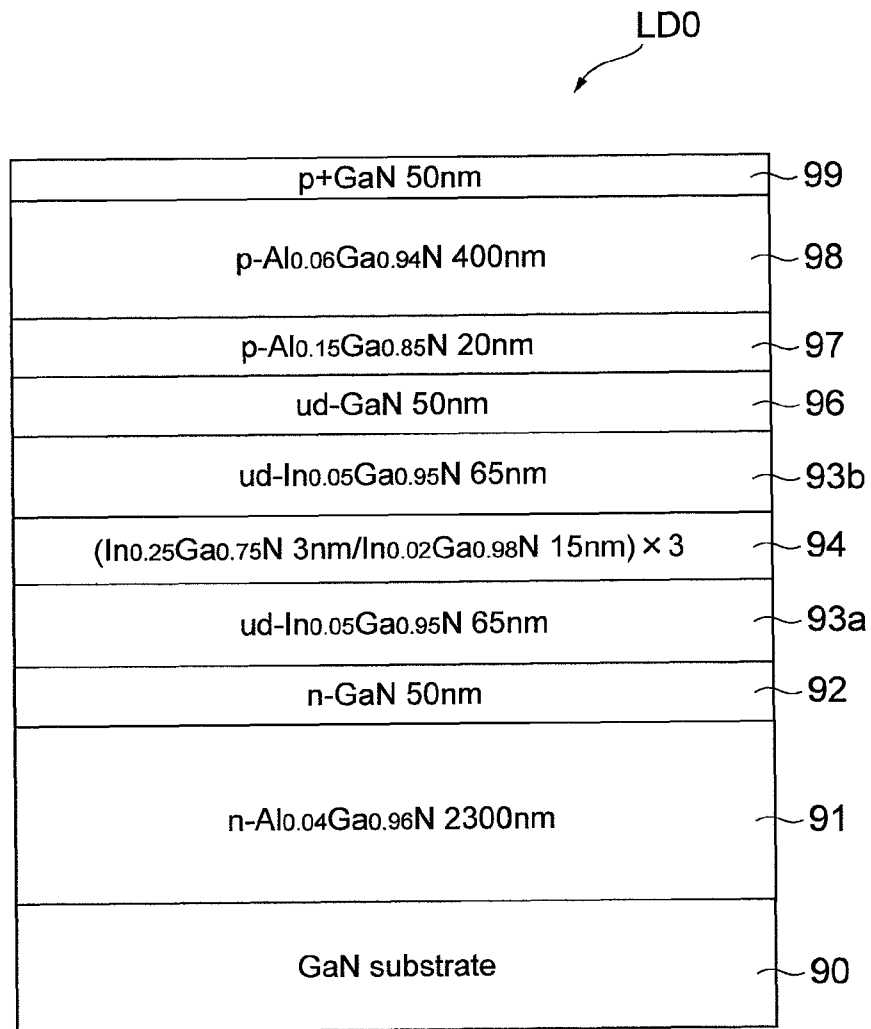 LD0
p+GaN 50nm 99
p-Al0.06Ga0.94N 400nm 98
p-Al0.15Ga0.85N 20nm 97
ud-GaN 50nm 96
ud-In0.05Ga0.95N 65nm 93b
(In0.25Ga0.75N 3nm/In0.02Ga0.98N 15nm) × 3 94
ud-In0.05Ga0.95N 65nm 93a
n-GaN 50nm 92
n-Al0.04Ga0.96N 2300nm 91
GaN substrate 90